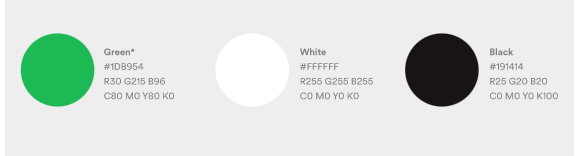 Green*
#1DB954
R30 G215 B96
C80 M0 Y80 K0
White
#FFFFFF
R255 G255 B255
C0 M0 Y0 K0
Black
#191414
R25 G20 B20
C0 M0 Y0 K100